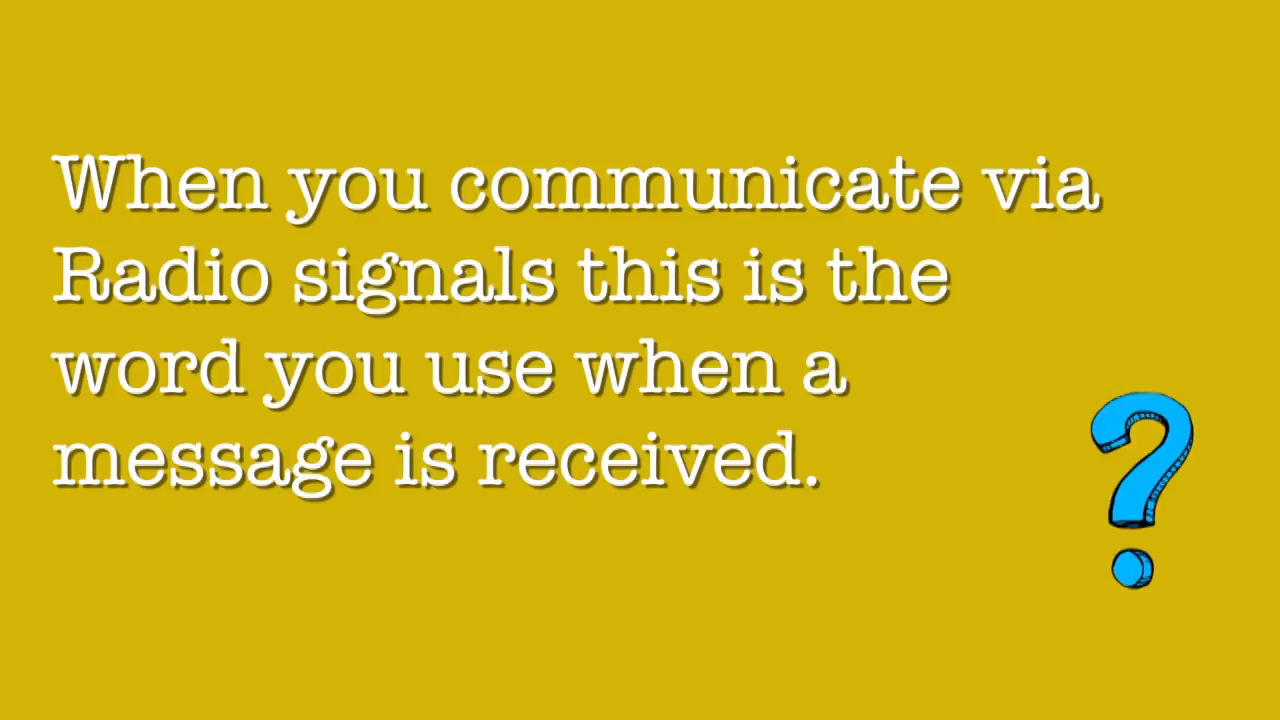 When you communicate via
Radio signals this is the
word you use when a
message is received.